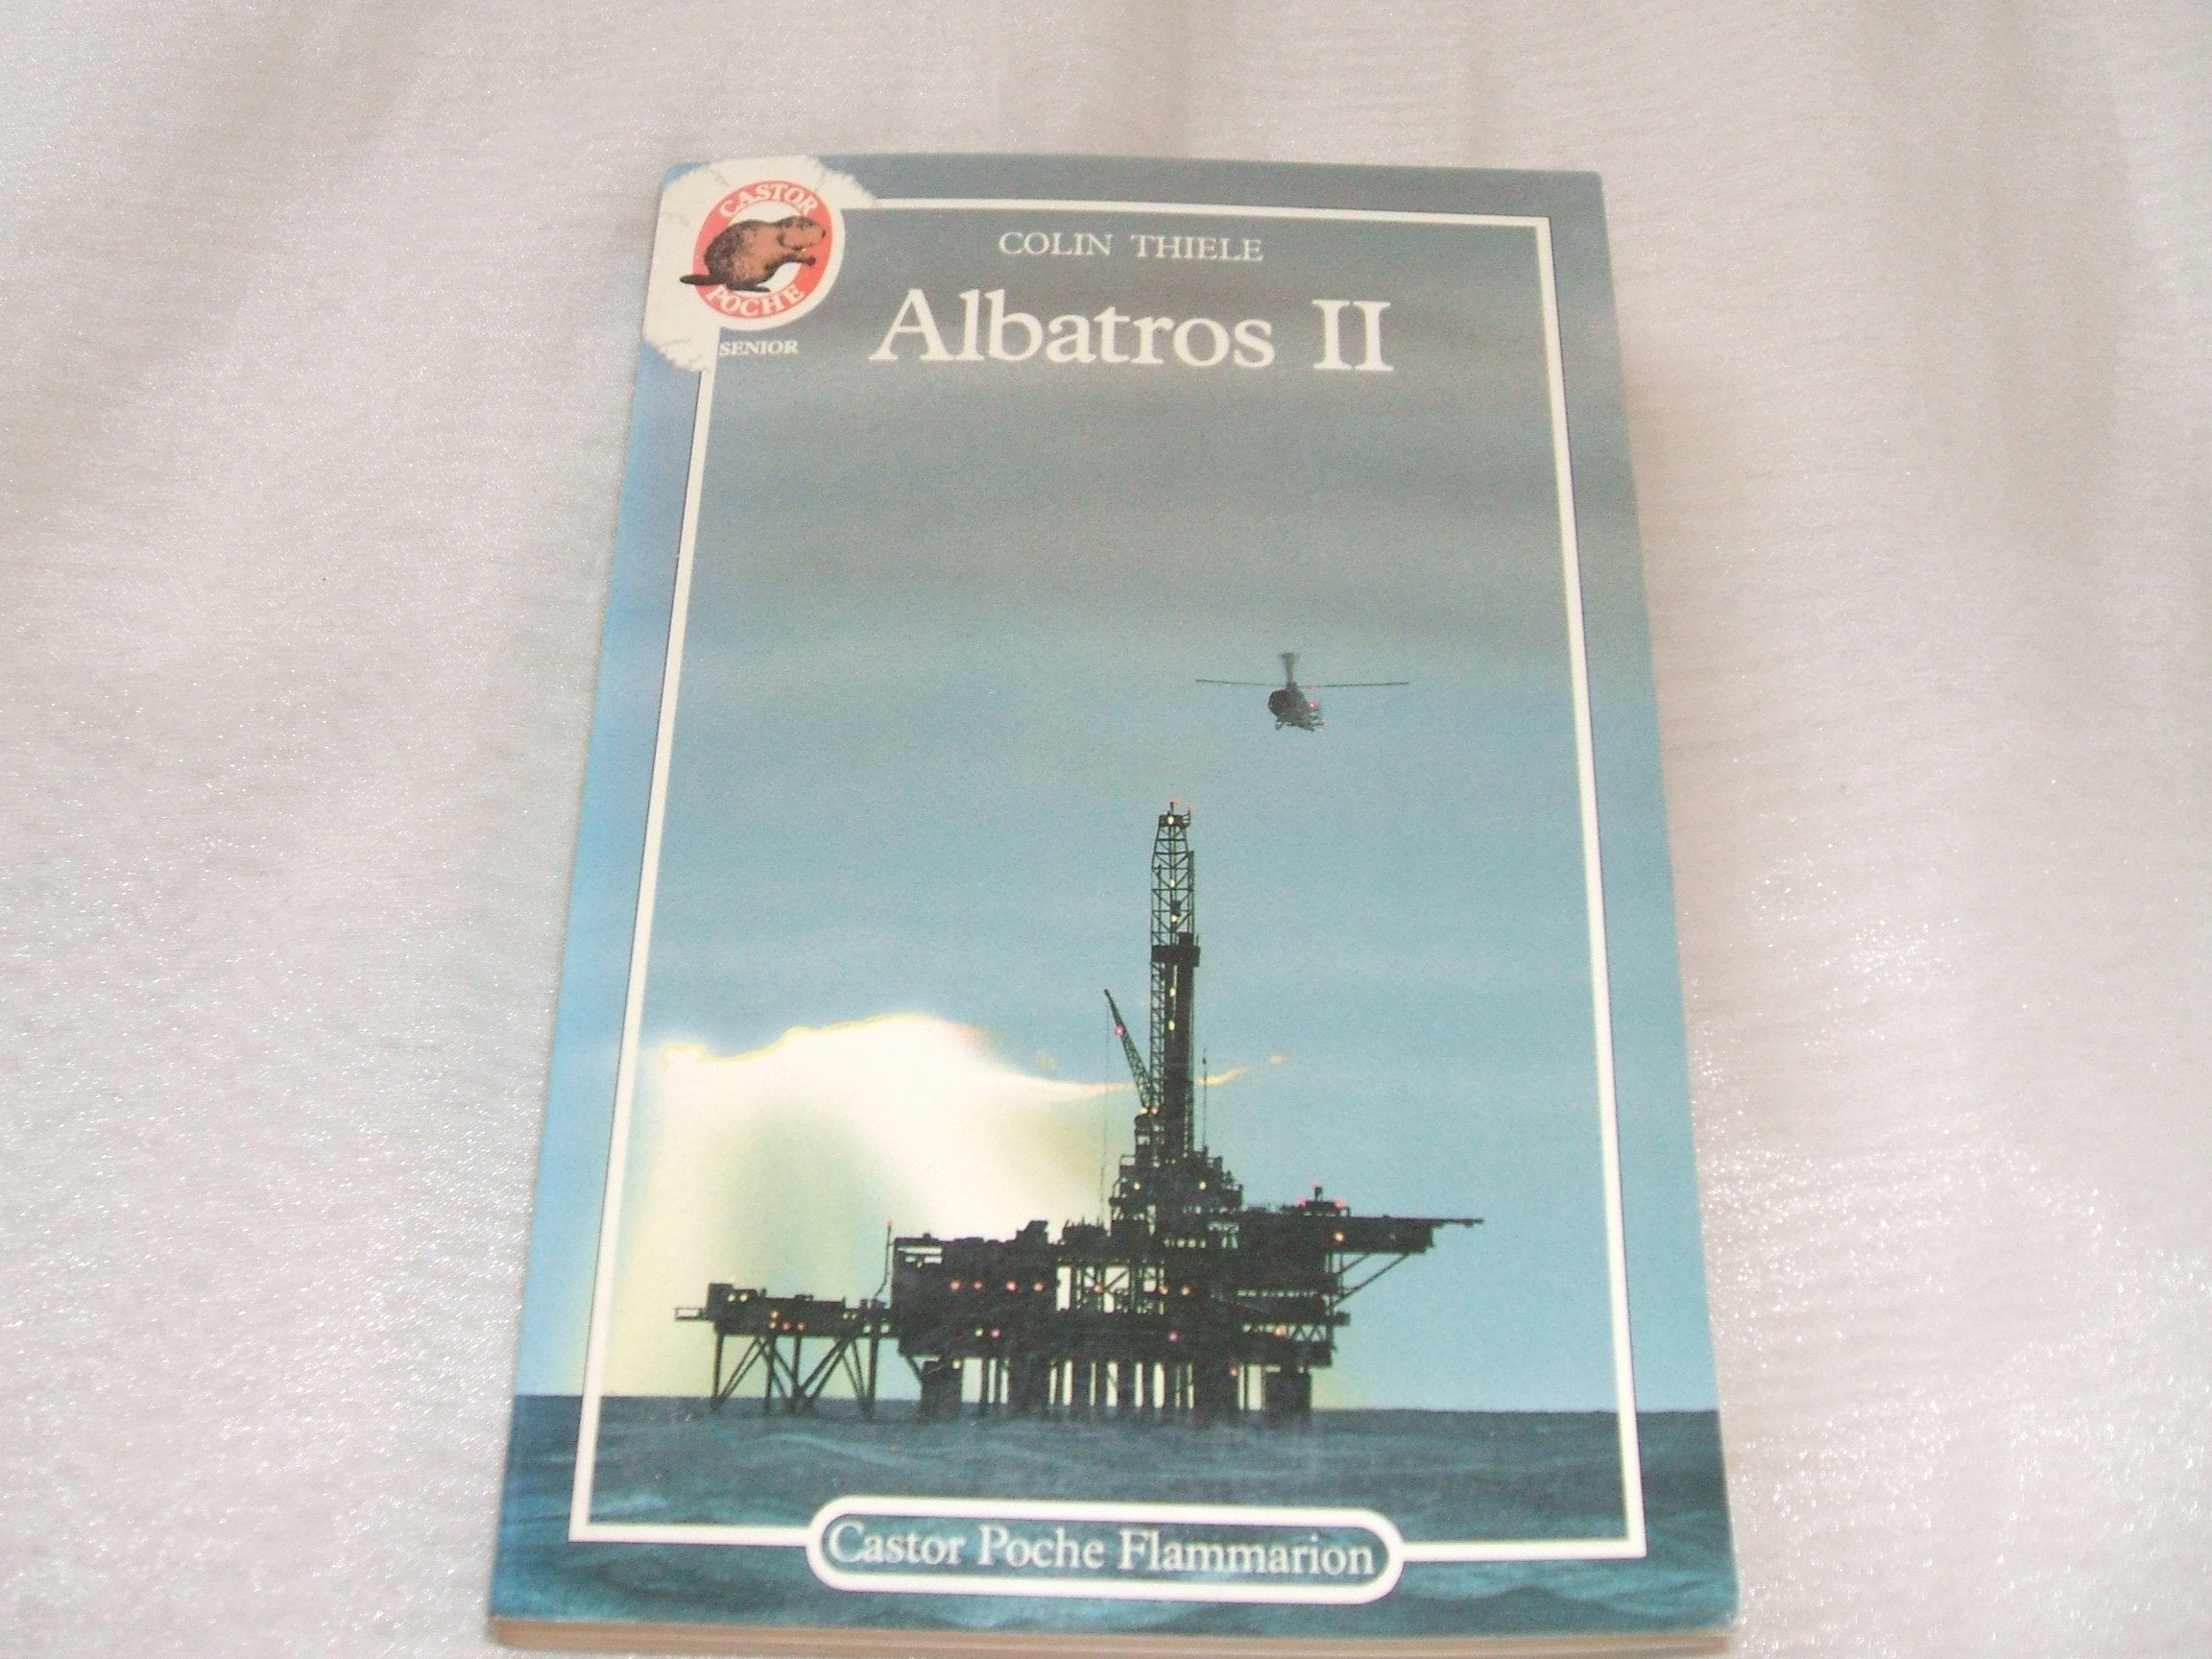 CASTOR
POCHE
SENIOR
COLIN THIELE
Albatros II
Castor Poche Flammarion